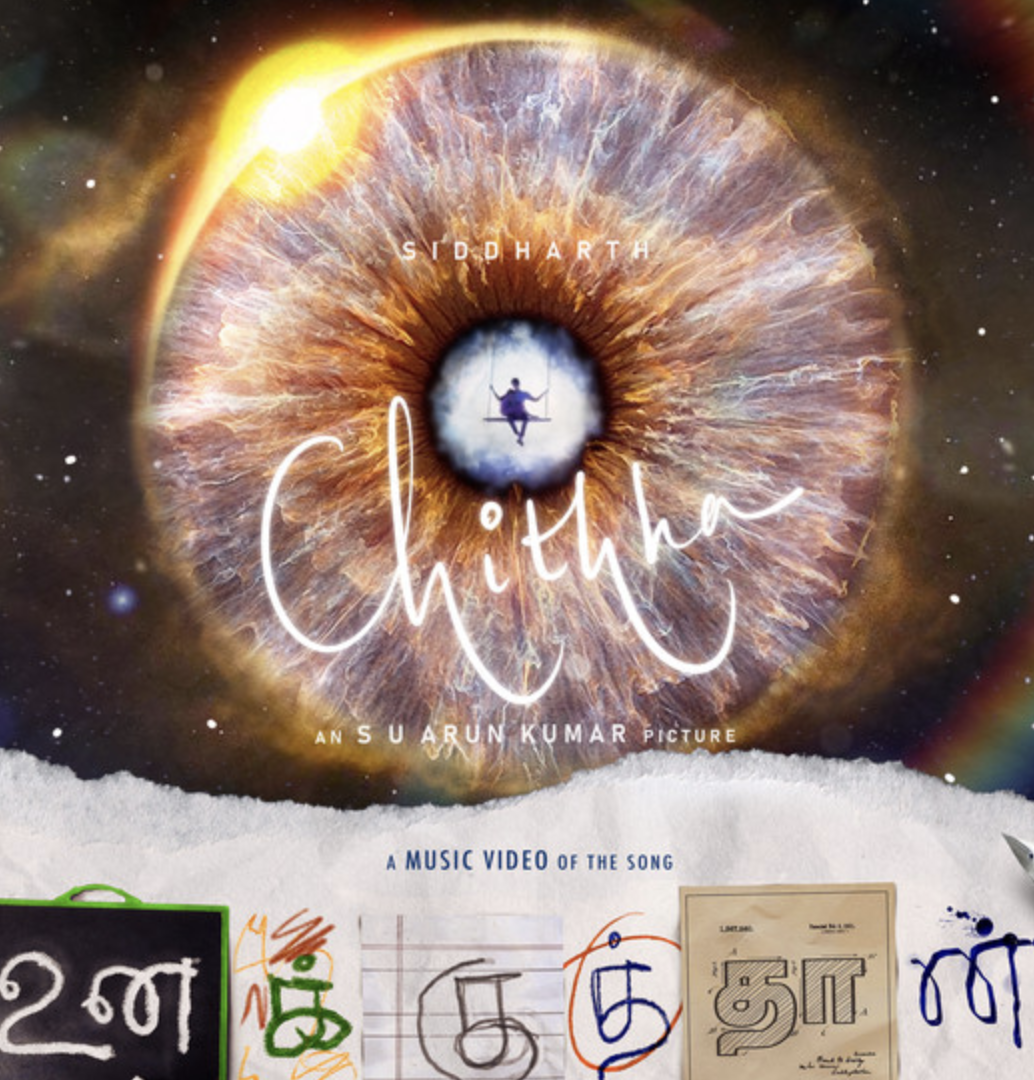 SIDDHARTH
Chithha
AN S U ARUN KUMAR PICTURE
A MUSIC VIDEO OF THE SONG
உனக்குத்தான்